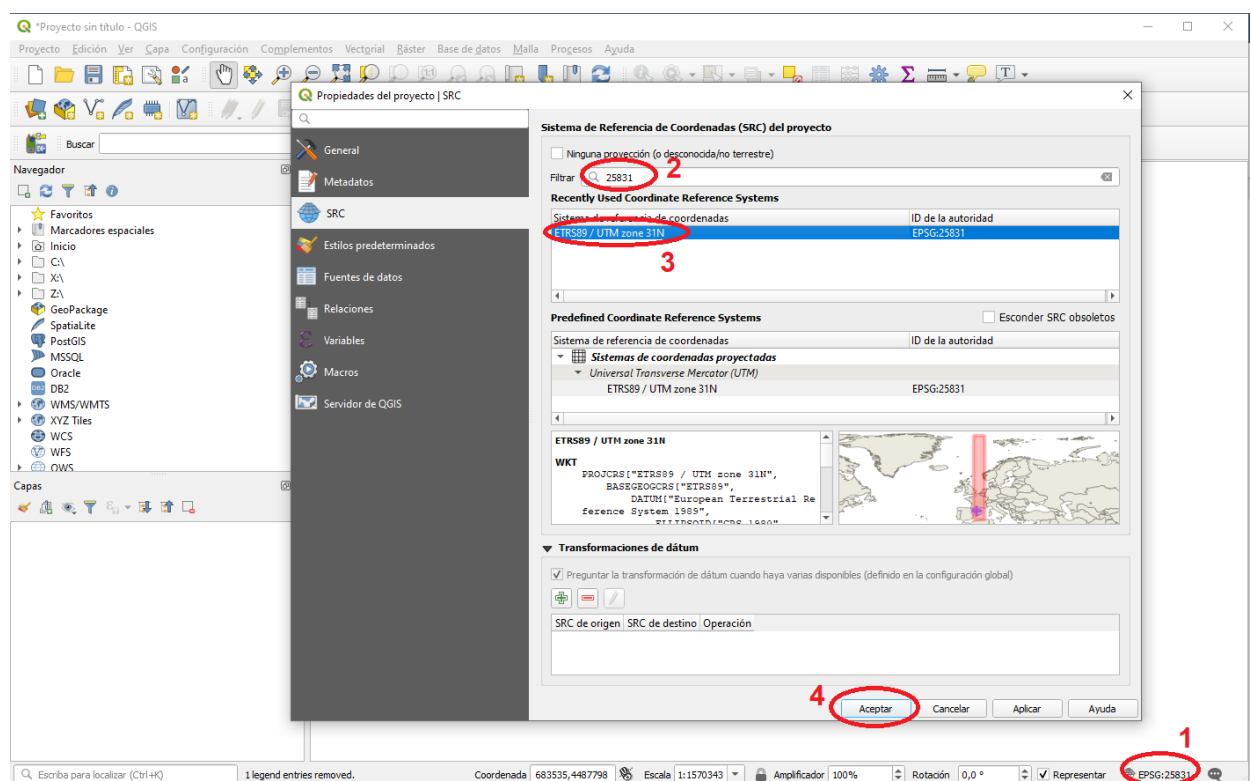 *Proyecto sin título - QGIS
Proyecto Edición Ver Capa Configuración Complementos Vectorial Ráster Base de datos Malla Procesos Ayuda
Propiedades del proyecto | SRC
Buscar
Navegador
Favoritos
Marcadores espaciales
Inicio
C:\
X:\
Z:\
GeoPackage
SpatiaLite
PostGIS
MSSQL
Oracle
DB2
WMS/WMTS
XYZ Tiles
WCS
WFS
OWS
Capas
General
Metadatos
SRC
Estilos predeterminados
Fuentes de datos
Relaciones
Variables
Macros
Servidor de QGIS
Sistema de Referencia de Coordenadas (SRC) del proyecto
Ninguna proyección (o desconocida/no terrestre)
2
Filtrar 25831
Recently Used Coordinate Reference Systems
Sistema de referencia de coordenadas ID de la autoridad
ETRS89 / UTM zone 31N EPSG:25831
3
Predefined Coordinate Reference Systems Esconder SRC obsoletos
Sistema de referencia de coordenadas ID de la autoridad
Sistemas de coordenadas proyectadas
Universal Transverse Mercator (UTM)
ETRS89 / UTM zone 31N EPSG:25831
ETRS89 / UTM zone 31N
WKT
PROJCRS["ETRS89 / UTM zone 31N",
BASEGEOGCRS["ETRS89",
DATUM["European Terrestrial Re
ference System 1989",
ELLIPSOID["GRS 1980"
Transformaciones de dátum
Preguntar la transformación de dátum cuando haya varias disponibles (definido en la configuración global)
SRC de origen SRC de destino Operación
4
Aceptar Cancelar Aplicar Ayuda
1
Escriba para localizar (Ctrl+K) 1 legend entries removed. Coordenada 683535,4487798 Escala 1:1570343 Amplificador 100% Rotación 0,0 ° Representar EPSG:25831